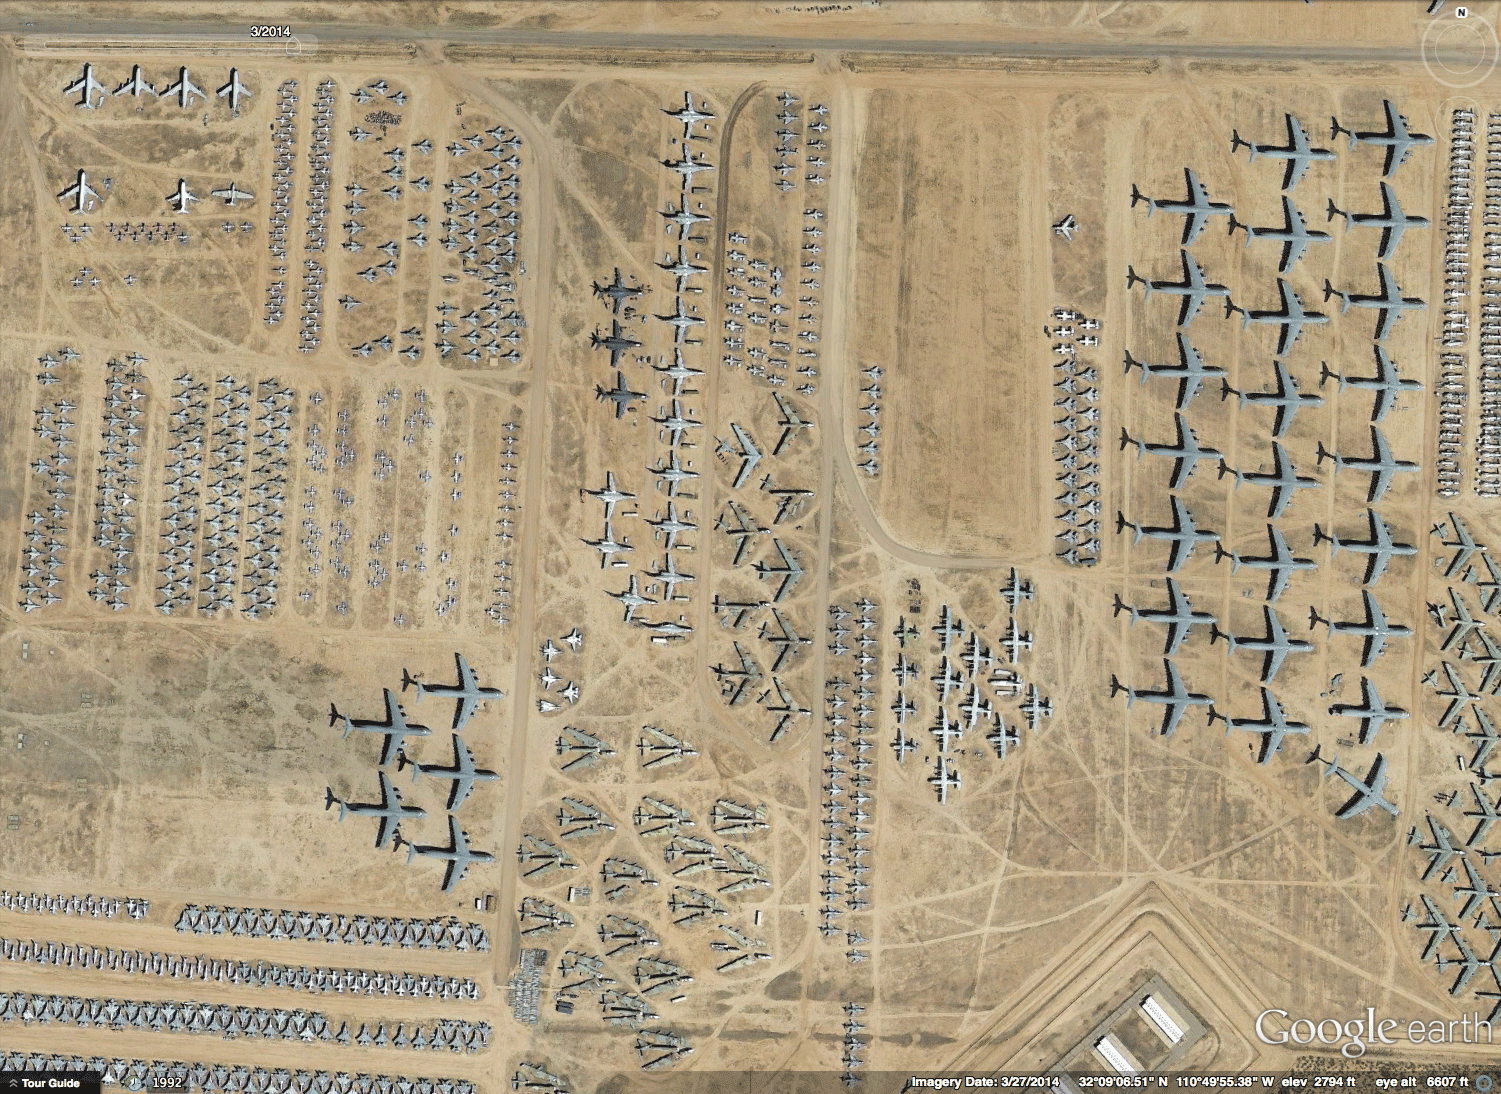 3/2014
N
Google earth
Tour Guide
1992
Imagery Date: 3/27/2014 32°09'06.51" N 110°49'55.38" W elev 2794 ft eye alt 6607 ft